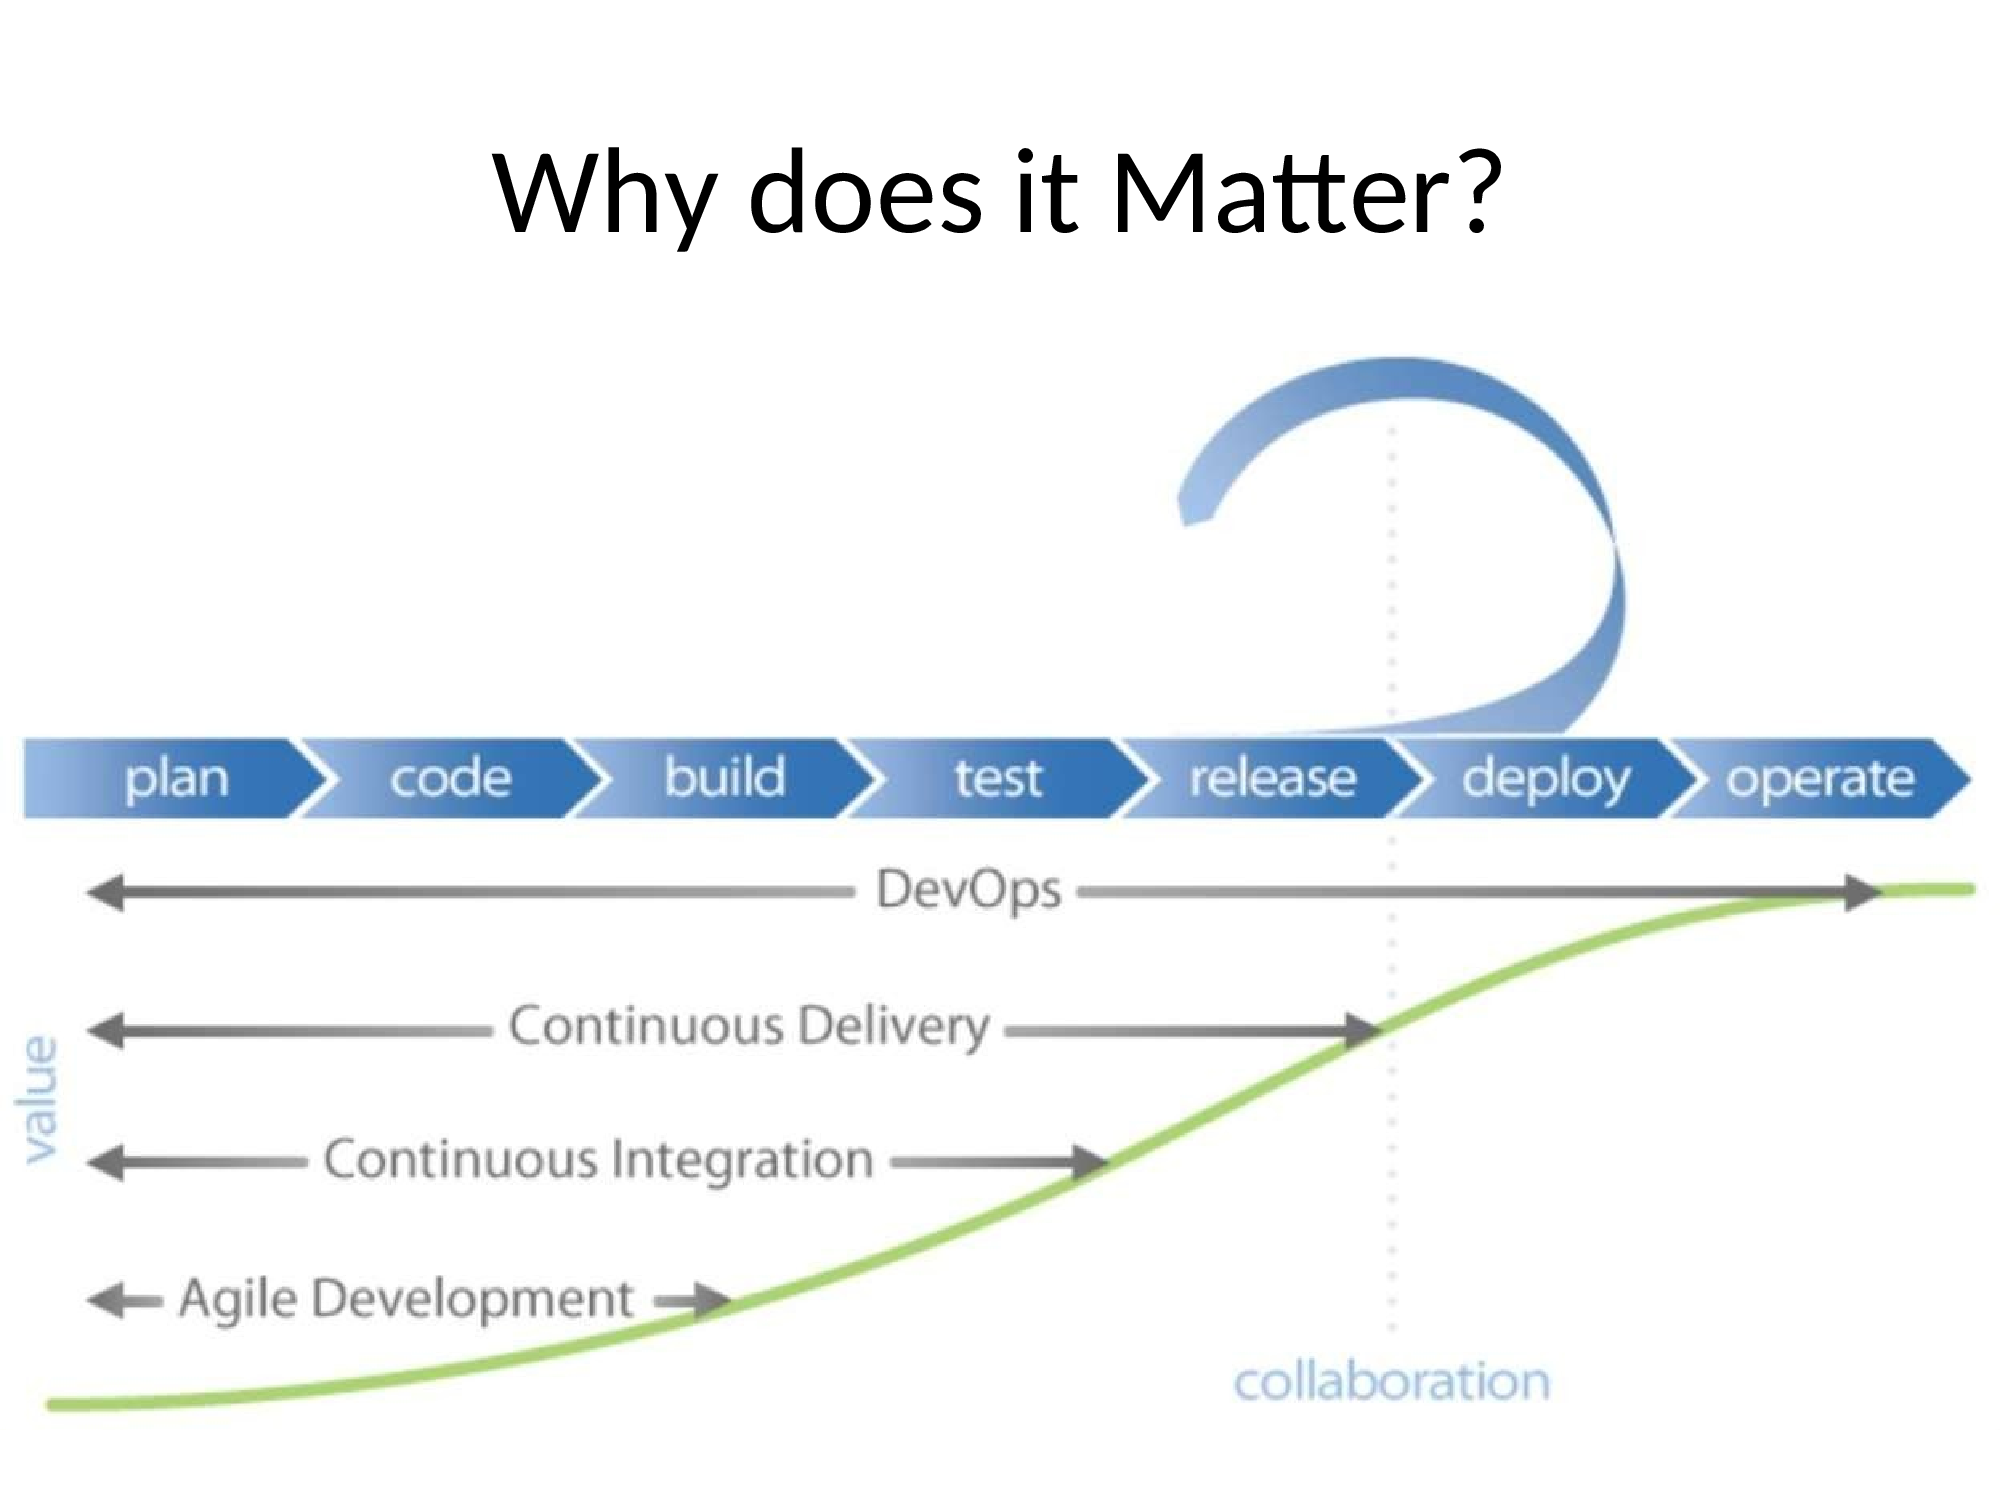 Why does it Matter?
plan code build test release deploy operate
DevOps
Continuous Delivery
value
Continuous Integration
Agile Development
collaboration